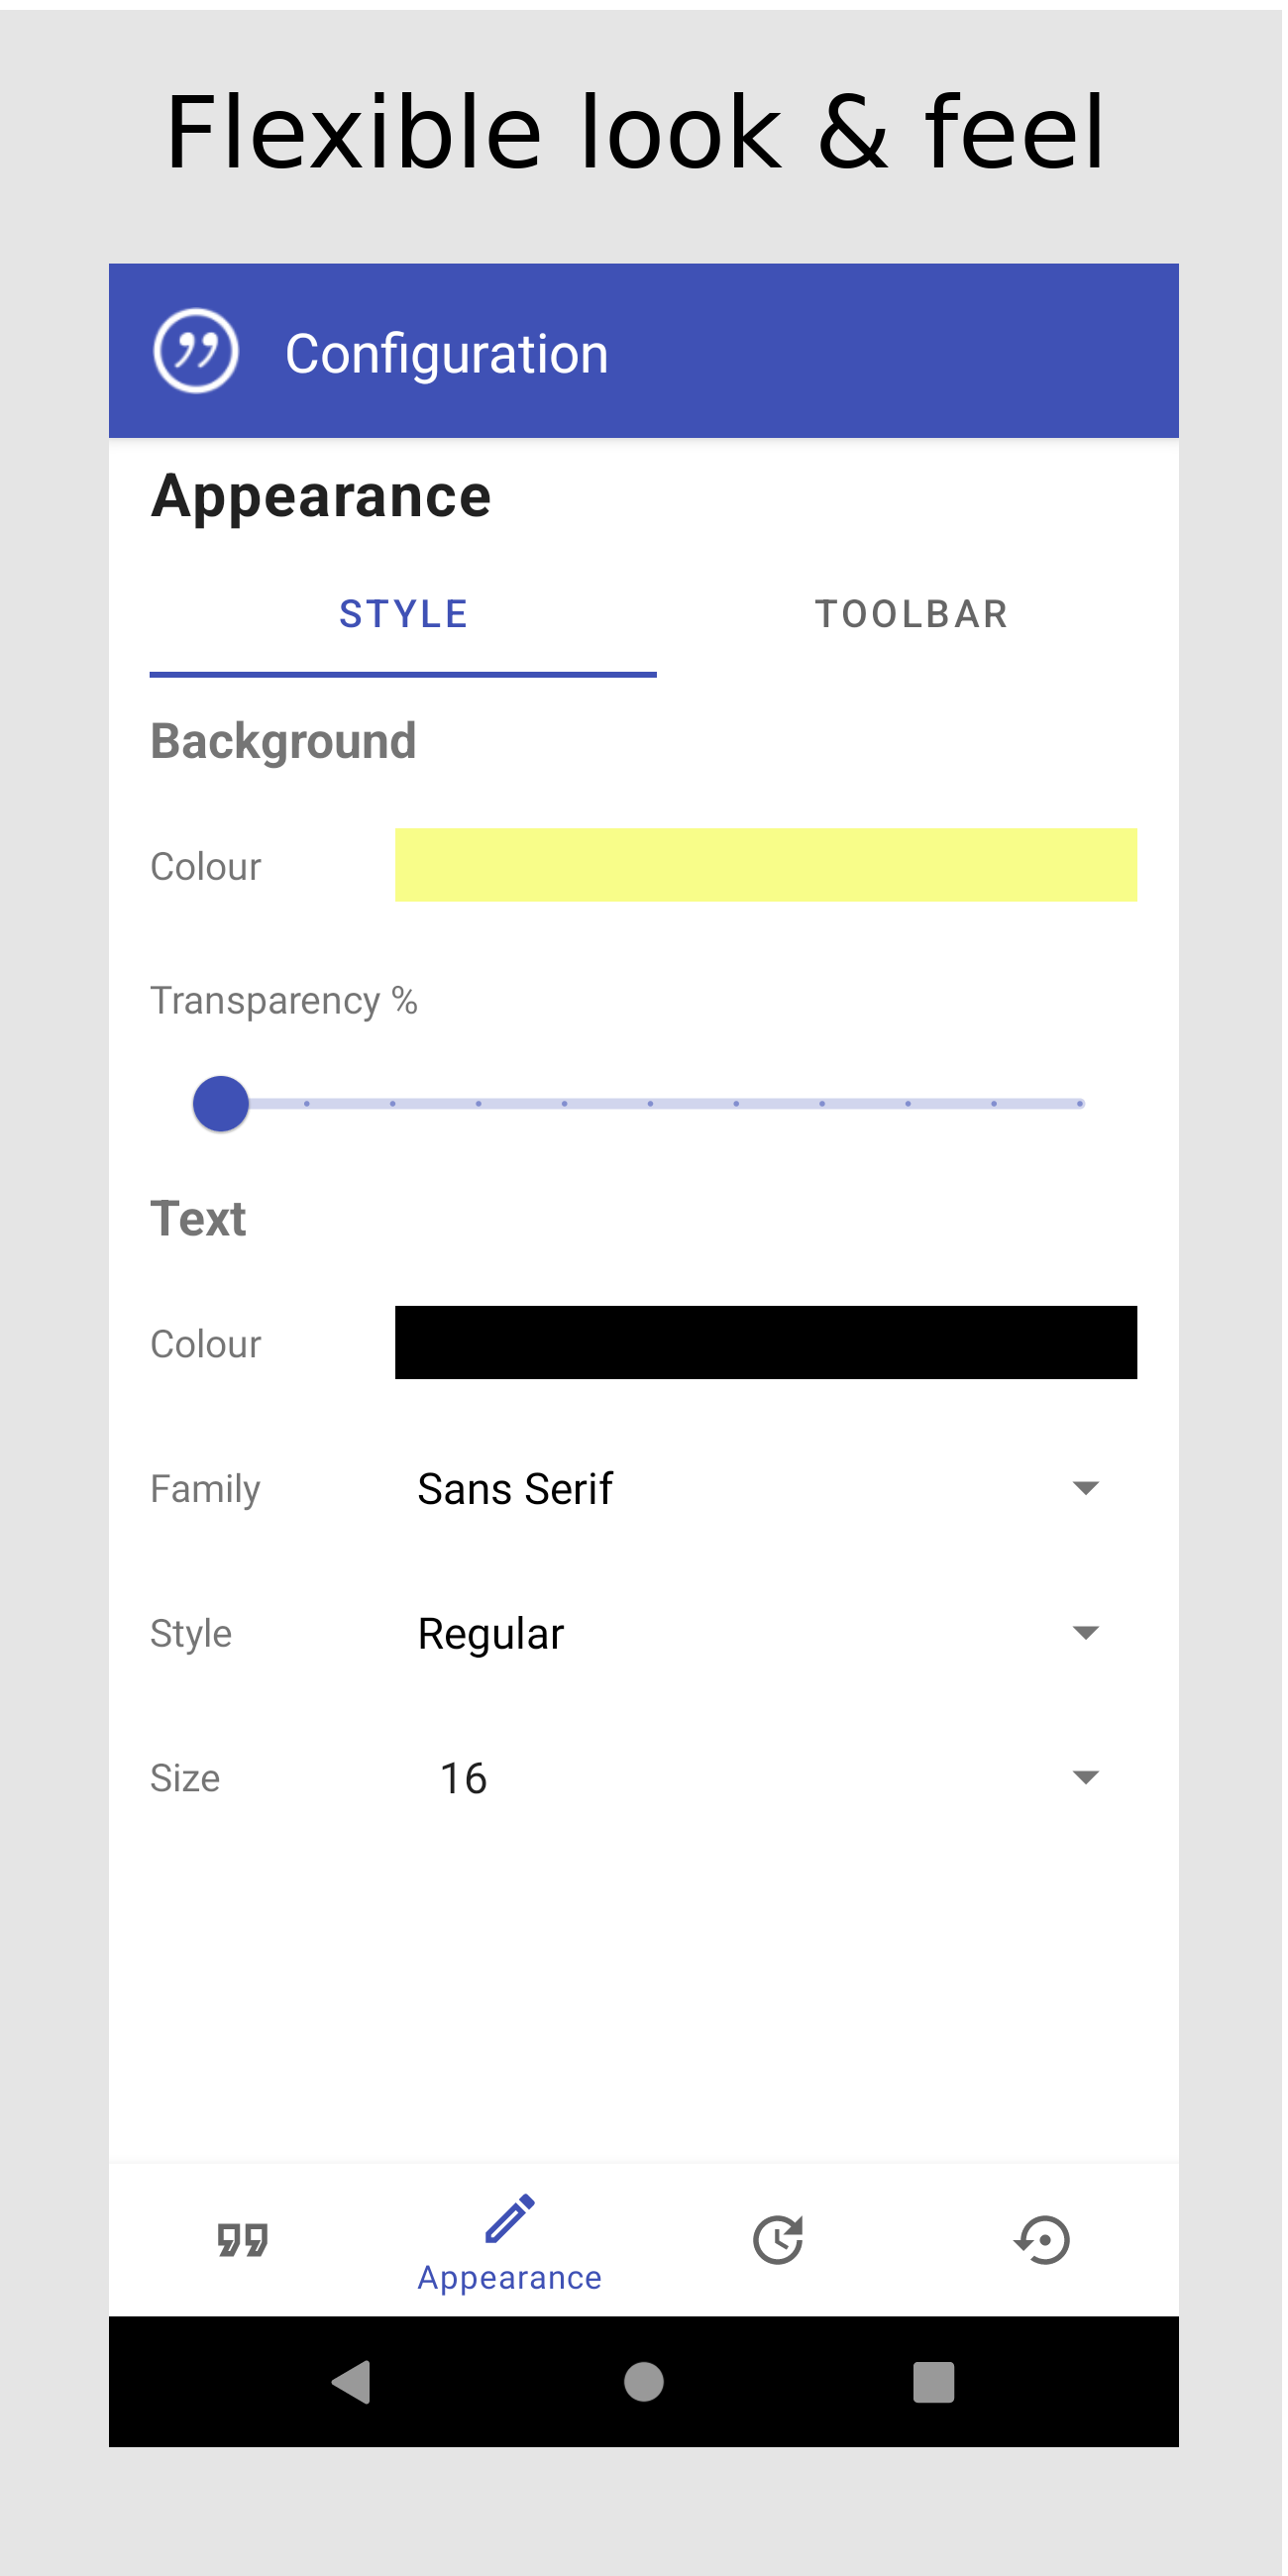 Flexible look & feel
Configuration
Appearance
STYLE TOOLBAR
Background
Colour
Transparency %
Text
Colour
Family Sans Serif
Style Regular
Size 16
Appearance